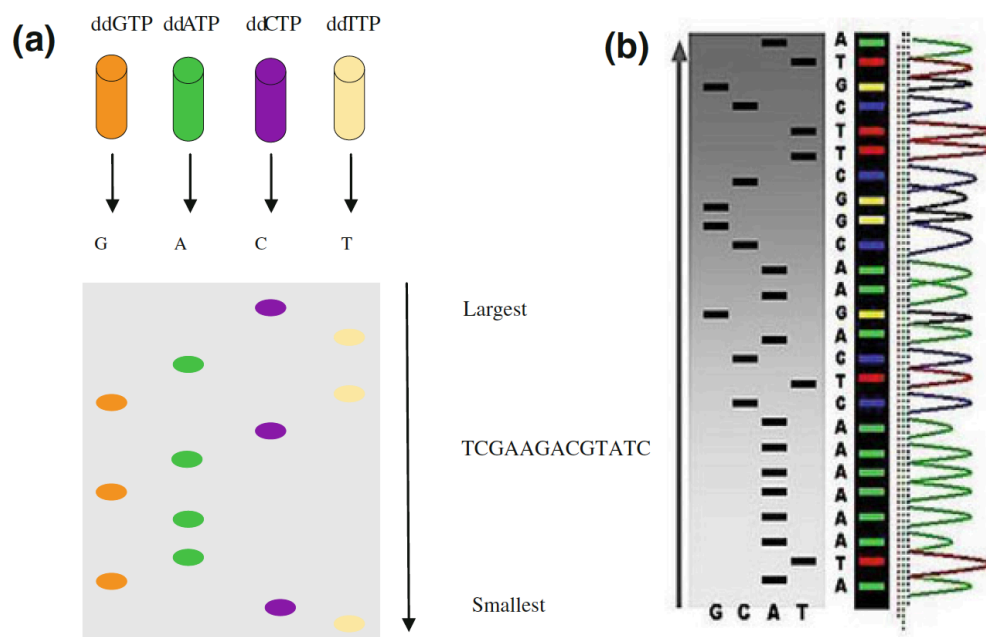 (a)
ddGTP ddATP ddCTP ddTTP
G A C T
Largest
TCGAAGACGTATC
Smallest
(b)
A
T
G
C
T
T
C
G
G
C
A
A
G
A
C
T
C
A
A
A
A
A
A
T
A
G C A T